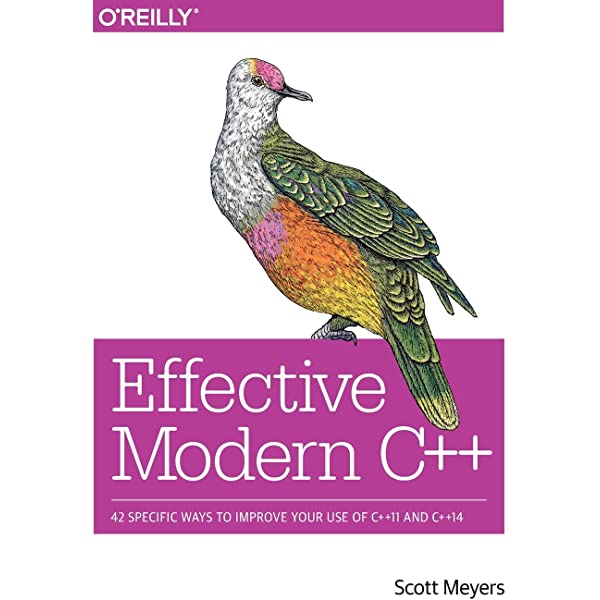 O'REILLY®
Effective
Modern C++
42 SPECIFIC WAYS TO IMPROVE YOUR USE OF C++11 AND C++14
Scott Meyers